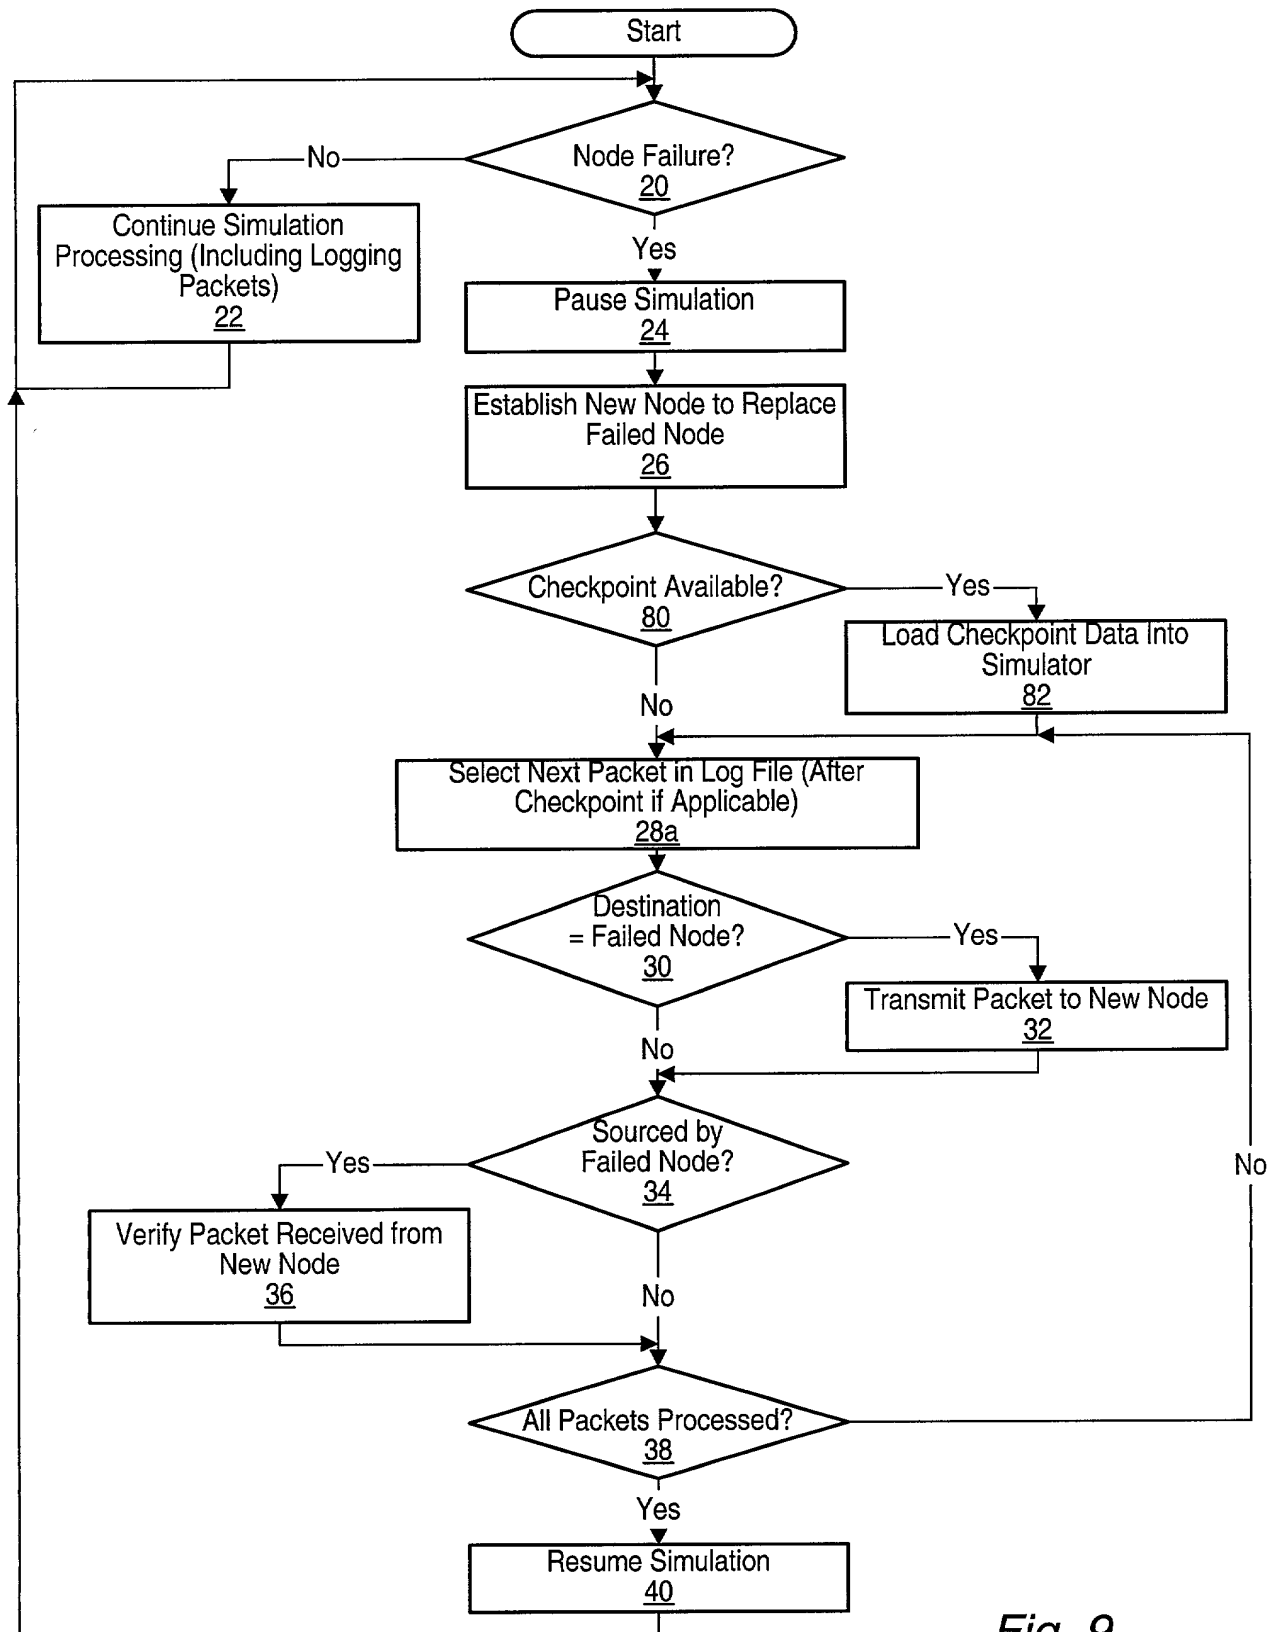 Start
Node Failure?
20
No
Continue Simulation
Processing (Including Logging
Packets)
22
Yes
Pause Simulation
24
Establish New Node to Replace
Failed Node
26
Checkpoint Available?
80
Yes
Load Checkpoint Data Into
Simulator
82
No
Select Next Packet in Log File (After
Checkpoint if Applicable)
28a
Destination
= Failed Node?
30
Yes
Transmit Packet to New Node
32
No
Sourced by
Failed Node?
34
Yes
Verify Packet Received from
New Node
36
No
No
All Packets Processed?
38
Yes
Resume Simulation
40
Fig. 9